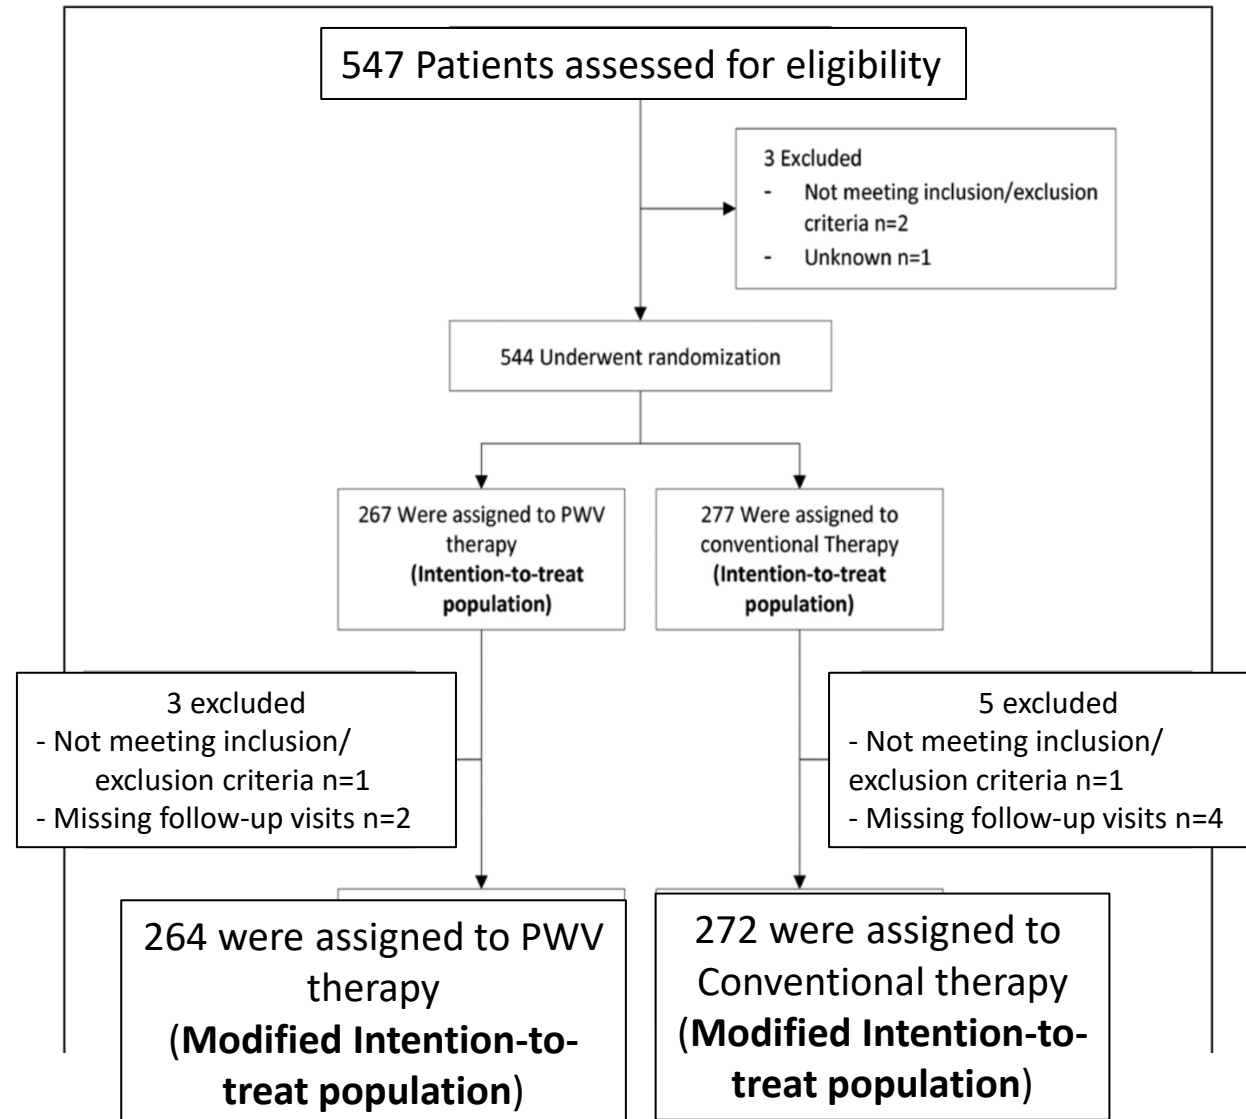 547 Patients assessed for eligibility
3 Excluded
- Not meeting inclusion/exclusion
criteria n=2
- Unknown n=1
544 Underwent randomization
267 Were assigned to PWV
therapy
(Intention-to-treat
population)
277 Were assigned to
conventional Therapy
(Intention-to-treat
population)
3 excluded
- Not meeting inclusion/
exclusion criteria n=1
- Missing follow-up visits n=2
5 excluded
- Not meeting inclusion/
exclusion criteria n=1
- Missing follow-up visits n=4
264 were assigned to PWV
therapy
(Modified Intention-to-
treat population)
272 were assigned to
Conventional therapy
(Modified Intention-to-
treat population)